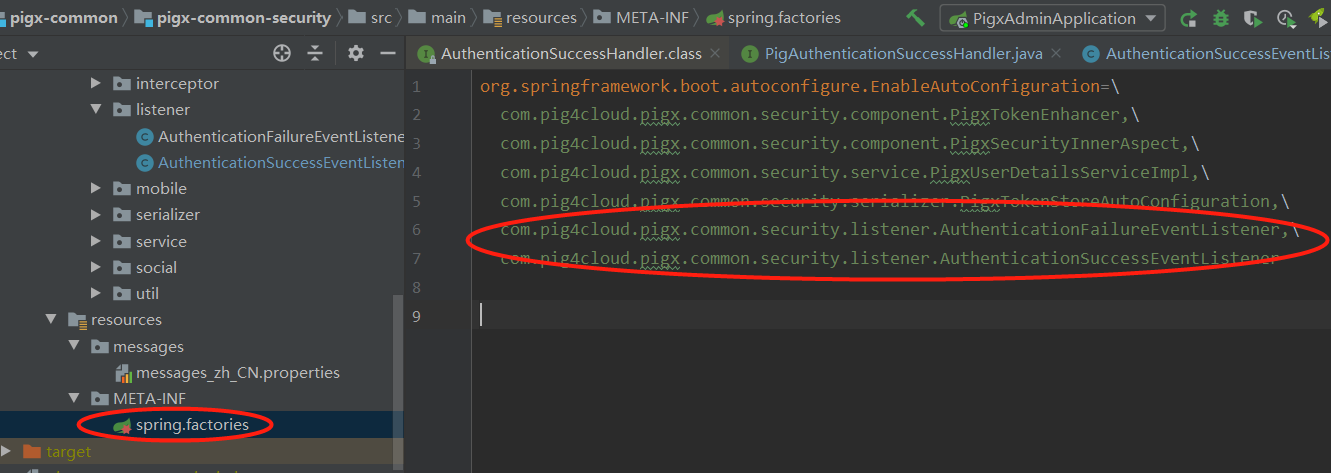 pigx-common pigx-common-security src main resources META-INF spring.factories PigxAdminApplication
ect AuthenticationSuccessHandler.class PigAuthenticationSuccessHandler.java AuthenticationSuccessEventLis
interceptor
listener
AuthenticationFailureEventListene
AuthenticationSuccessEventListen
mobile
serializer
service
social
util
resources
messages
messages_zh_CN.properties
META-INF
spring.factories
target
1 org.springframework.boot.autoconfigure.EnableAutoConfiguration=\
2 com.pig4cloud.pigx.common.security.component.PigxTokenEnhancer,\
3 com.pig4cloud.pigx.common.security.component.PigxSecurityInnerAspect,\
4 com.pig4cloud.pigx.common.security.service.PigxUserDetailsServiceImpl,\
5 com.pig4cloud.pigx.common.security.serializer.PigxTokenStoreAutoConfiguration,\
6 com.pig4cloud.pigx.common.security.listener.AuthenticationFailureEventListener,\
7 com.pig4cloud.pigx.common.security.listener.AuthenticationSuccessEventListener
8
9